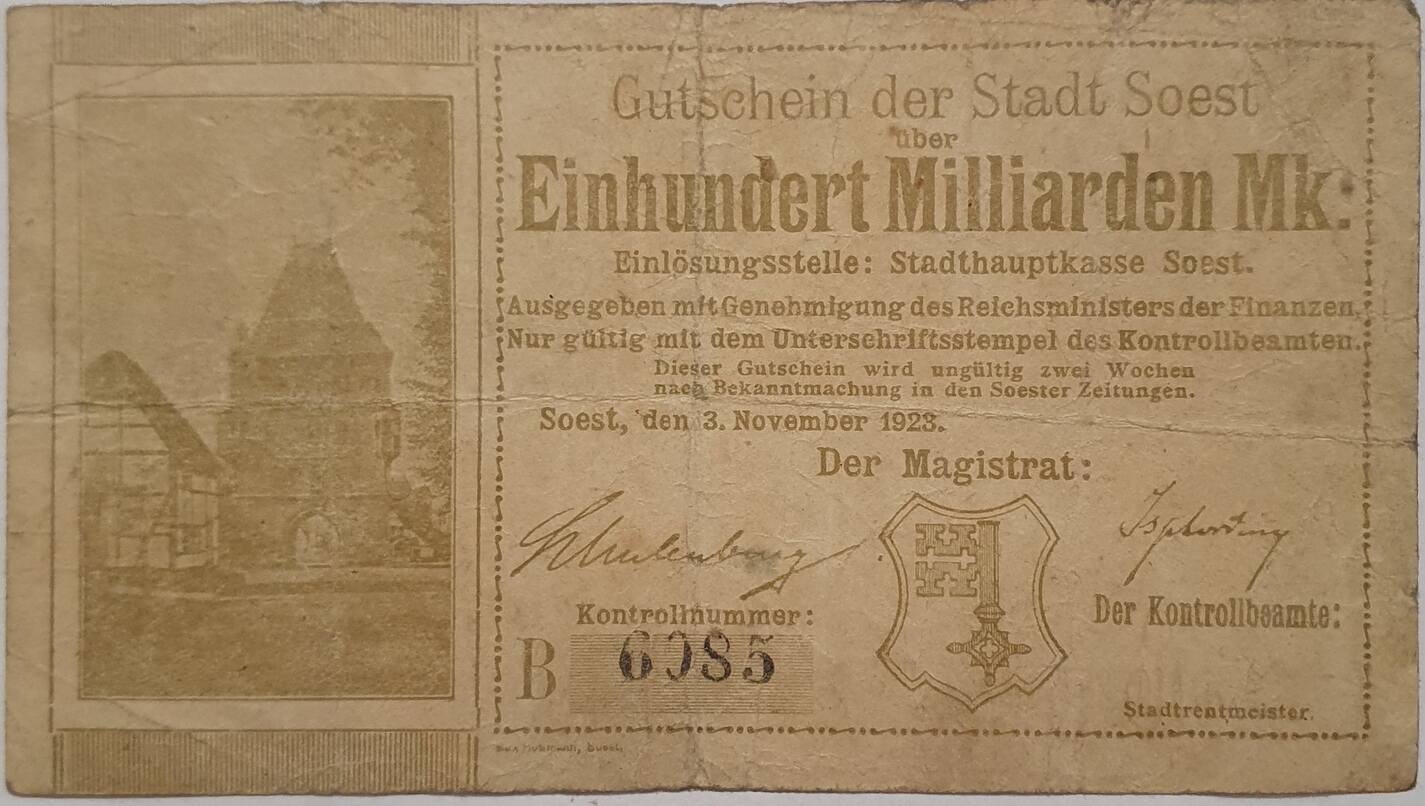 Gutschein der Stadt Soest
über
Einhundert Milliarden Mk.
Einlösungsstelle: Stadthauptkasse Soest.
Ausgegeben mit Genehmigung des Reichsministers der Finanzen.
Nur gültig mit dem Unterschriftsstempel des Kontrollbeamten.
Dieser Gutschein wird ungültig zwei Wochen
nach Bekanntmachung in den Soester Zeitungen.
Soest, den 3. November 1923.
Der Magistrat:
Kontrollnummer:
B 6985
Der Kontrollbeamte:
Stadtrentmeister.